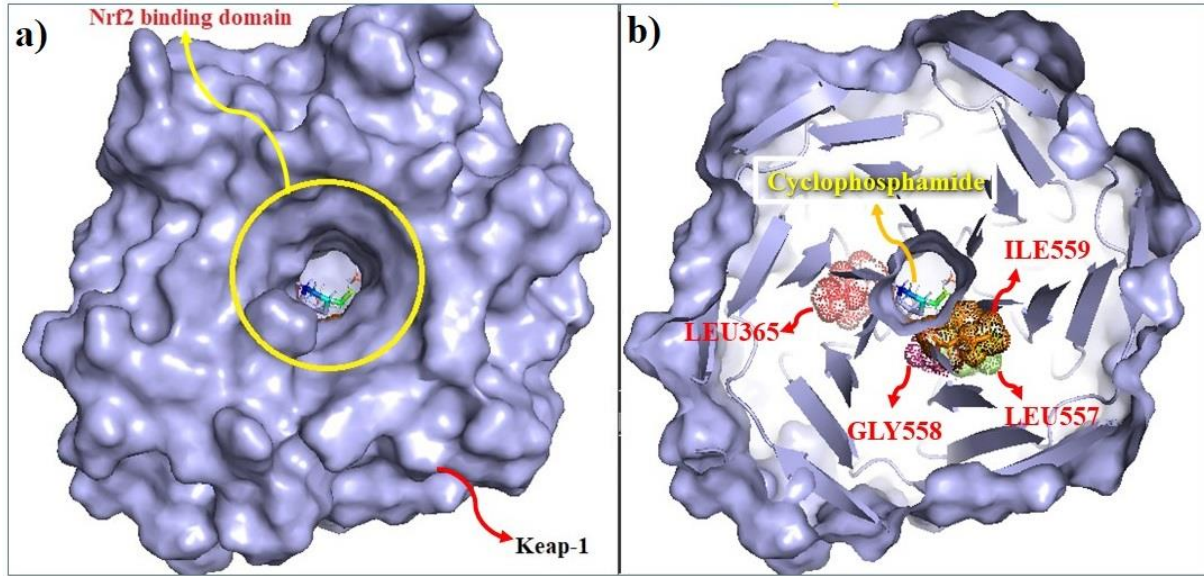 a)
Nrf2 binding domain
Keap-1
b)
Cyclophosphamide
ILE559
LEU365
GLY558
LEU557